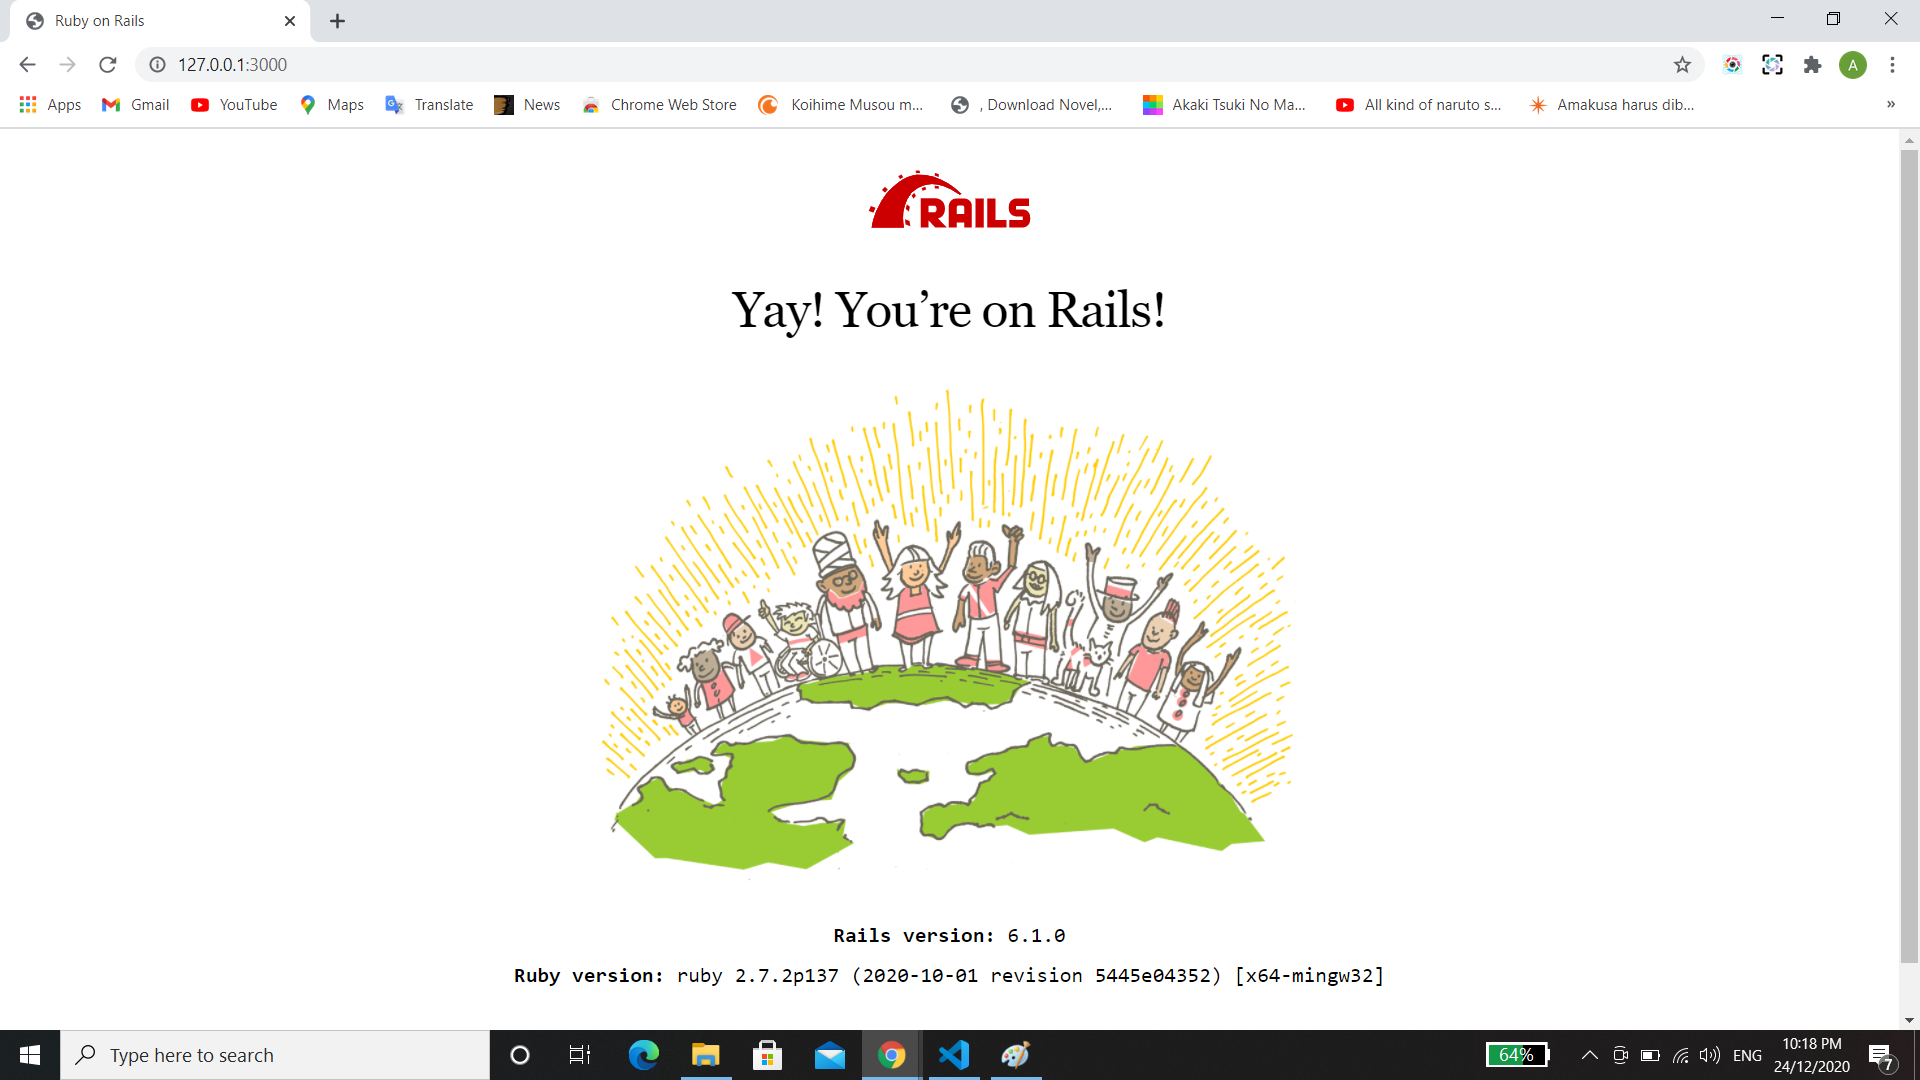 Ruby on Rails
127.0.0.1:3000
A
Apps Gmail YouTube Maps Translate News Chrome Web Store Koihime Musou m... , Download Novel,... Akaki Tsuki No Ma... All kind of naruto s... Amakusa harus dib... »
RAILS
Yay! You’re on Rails!
Rails version: 6.1.0
Ruby version: ruby 2.7.2p137 (2020-10-01 revision 5445e04352) [x64-mingw32]
Type here to search
64%
ENG
10:18 PM
24/12/2020
7